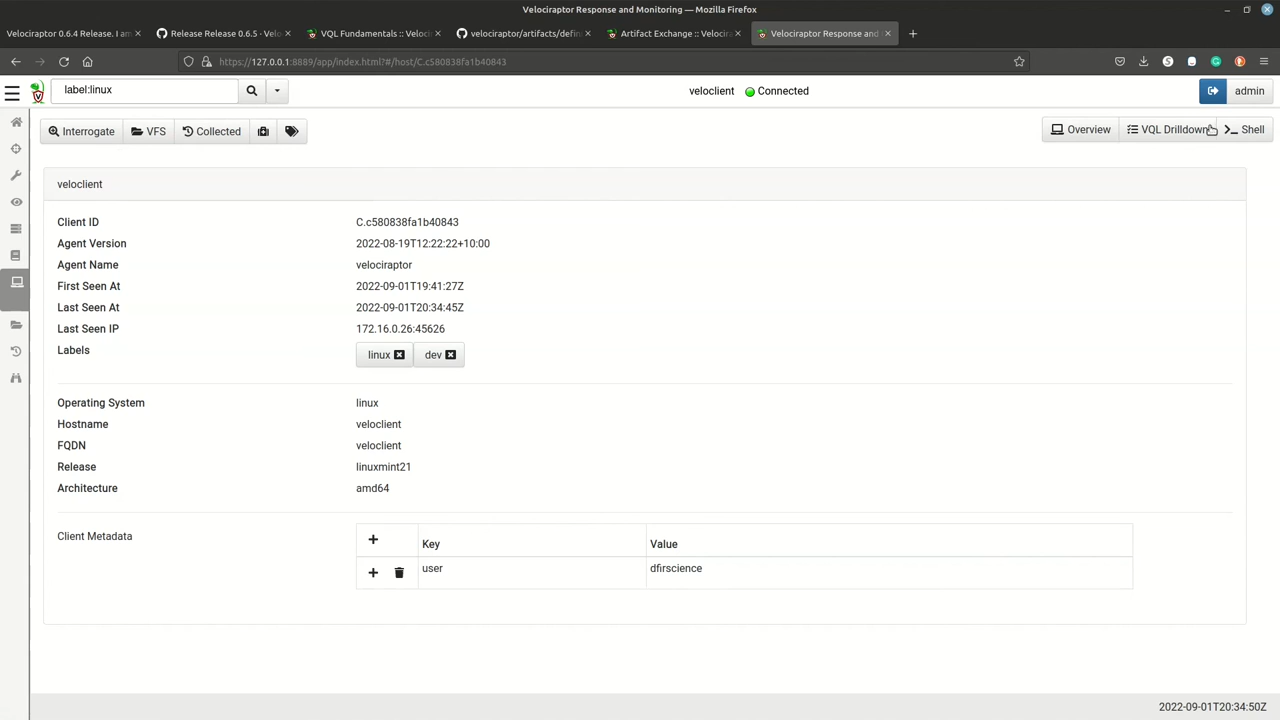 Velociraptor Response and Monitoring — Mozilla Firefox
Velociraptor 0.6.4 Release. I am
Release Release 0.6.5 · Velo
VQL Fundamentals :: Veloci
velociraptor/artifacts/defin
Artifact Exchange :: Veloci
Velociraptor Response and
https://127.0.0.1:8889/app/index.html?#/host/C.c580838fa1b40843
label:linux
veloclient
Connected
admin
Interrogate
VFS
Collected
Overview
VQL Drilldown
>_ Shell
veloclient
Client ID C.c580838fa1b40843
Agent Version 2022-08-19T12:22:22+10:00
Agent Name velociraptor
First Seen At 2022-09-01T19:41:27Z
Last Seen At 2022-09-01T20:34:45Z
Last Seen IP 172.16.0.26:45626
Labels linux dev
Operating System linux
Hostname veloclient
FQDN veloclient
Release linuxmint21
Architecture amd64
Client Metadata
Key Value
user dfirscience
2022-09-01T20:34:50Z